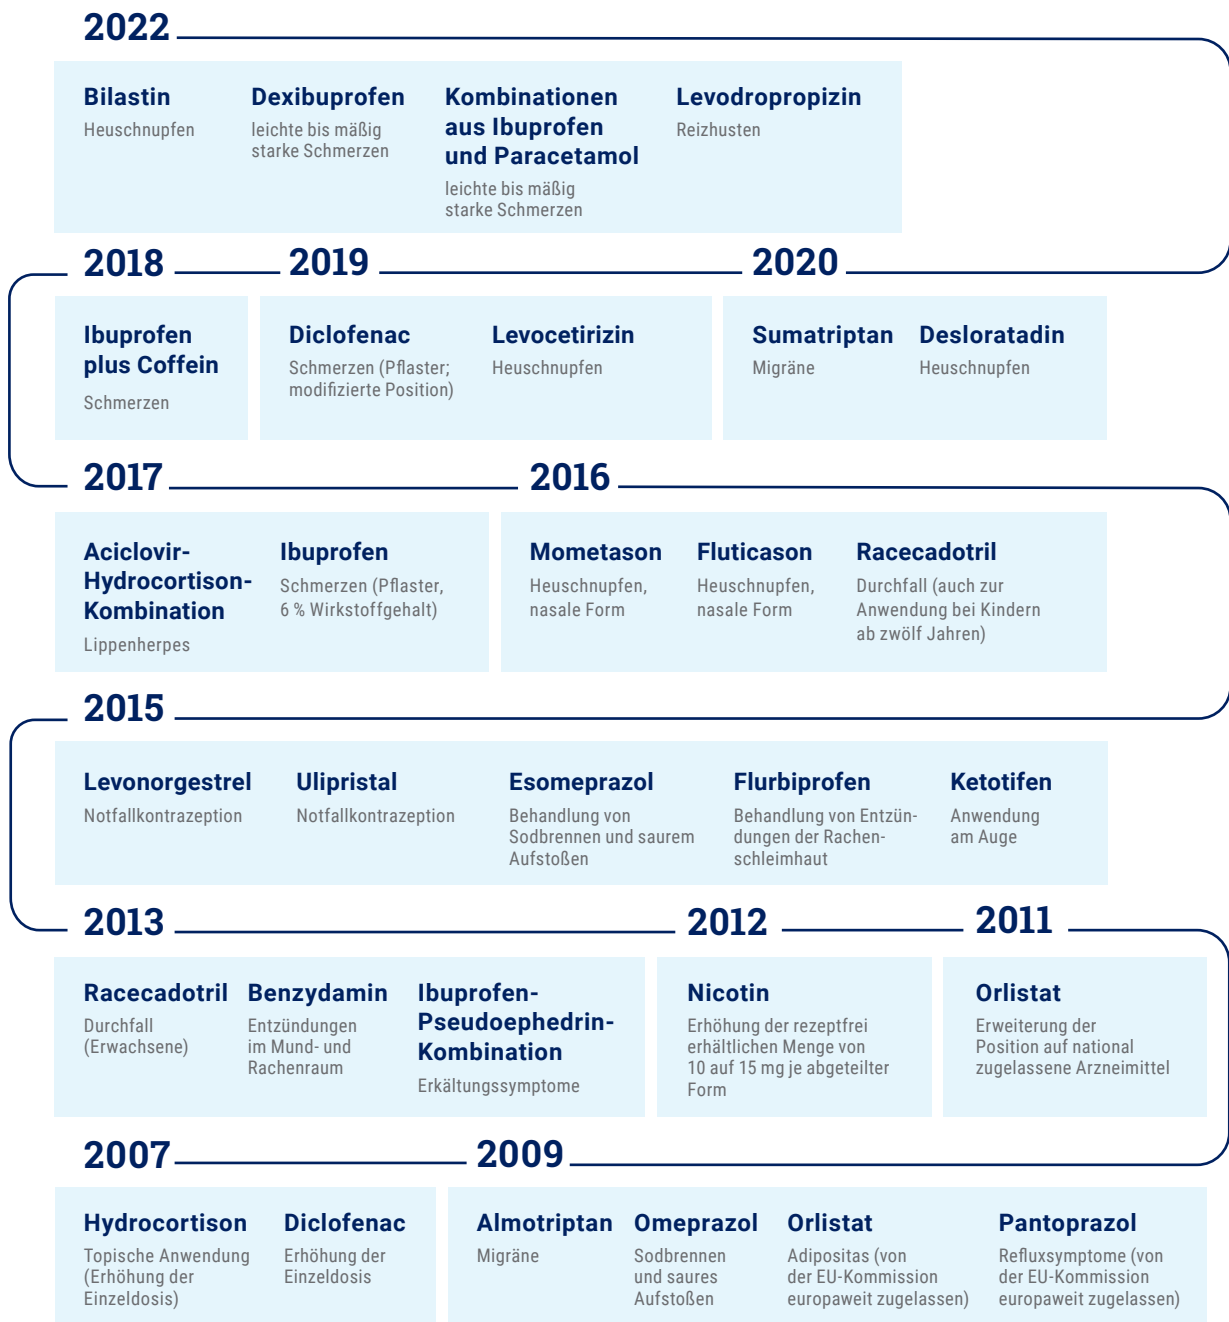 2022
Bilastin
Heuschnupfen
Dexibuprofen
leichte bis mäßig
starke Schmerzen
Kombinationen
aus Ibuprofen
und Paracetamol
leichte bis mäßig
starke Schmerzen
Levodropropizin
Reizhusten
2018
Ibuprofen
plus Coffein
Schmerzen
2019
Diclofenac
Schmerzen (Pflaster;
modifizierte Position)
Levocetirizin
Heuschnupfen
2020
Sumatriptan
Migräne
Desloratadin
Heuschnupfen
2017
Aciclovir-
Hydrocortison-
Kombination
Lippenherpes
Ibuprofen
Schmerzen (Pflaster,
6 % Wirkstoffgehalt)
2016
Mometason
Heuschnupfen,
nasale Form
Fluticason
Heuschnupfen,
nasale Form
Racecadotril
Durchfall (auch zur
Anwendung bei Kindern
ab zwölf Jahren)
2015
Levonorgestrel
Notfallkontrazeption
Ulipristal
Notfallkontrazeption
Esomeprazol
Behandlung von
Sodbrennen und saurem
Aufstoßen
Flurbiprofen
Behandlung von Entzün-
dungen der Rachen-
schleimhaut
Ketotifen
Anwendung
am Auge
2013
Racecadotril
Durchfall
(Erwachsene)
Benzydamin
Entzündungen
im Mund- und
Rachenraum
Ibuprofen-
Pseudoephedrin-
Kombination
Erkältungssymptome
2012
Nicotin
Erhöhung der rezeptfrei
erhältlichen Menge von
10 auf 15 mg je abgeteilter
Form
2011
Orlistat
Erweiterung der
Position auf national
zugelassene Arzneimittel
2007
Hydrocortison
Topische Anwendung
(Erhöhung der
Einzeldosis)
Diclofenac
Erhöhung der
Einzeldosis
2009
Almotriptan
Migräne
Omeprazol
Sodbrennen
und saures
Aufstoßen
Orlistat
Adipositas (von
der EU-Kommission
europaweit zugelassen)
Pantoprazol
Refluxsymptome (von
der EU-Kommission
europaweit zugelassen)